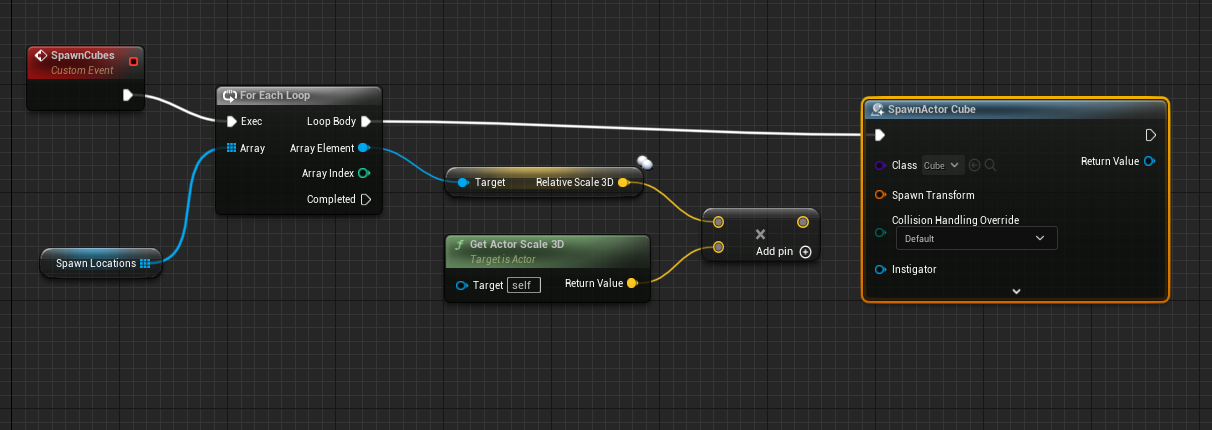 SpawnCubes
Custom Event
For Each Loop
Exec
Loop Body
Array
Array Element
Array Index
Completed
Spawn Locations
Target
Relative Scale 3D
Get Actor Scale 3D
Target is Actor
Target
self
Return Value
Add pin
SpawnActor Cube
Class
Cube
Return Value
Spawn Transform
Collision Handling Override
Default
Instigator